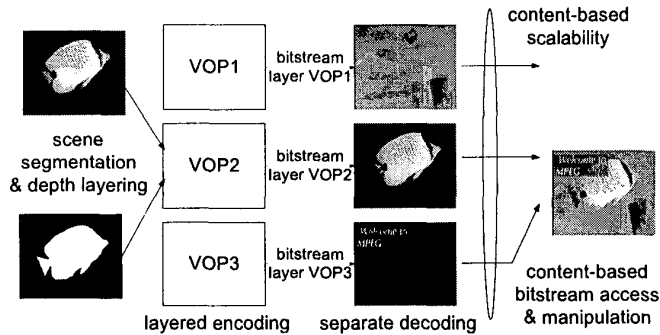 content-based
scalability
VOP1
bitstream
layer VOP1
scene
segmentation
& depth layering
VOP2
bitstream
layer VOP2
Welcome to
MPEG
VOP3
bitstream
layer VOP3
Welcome to
MPEG
layered encoding
separate decoding
content-based
bitstream access
& manipulation